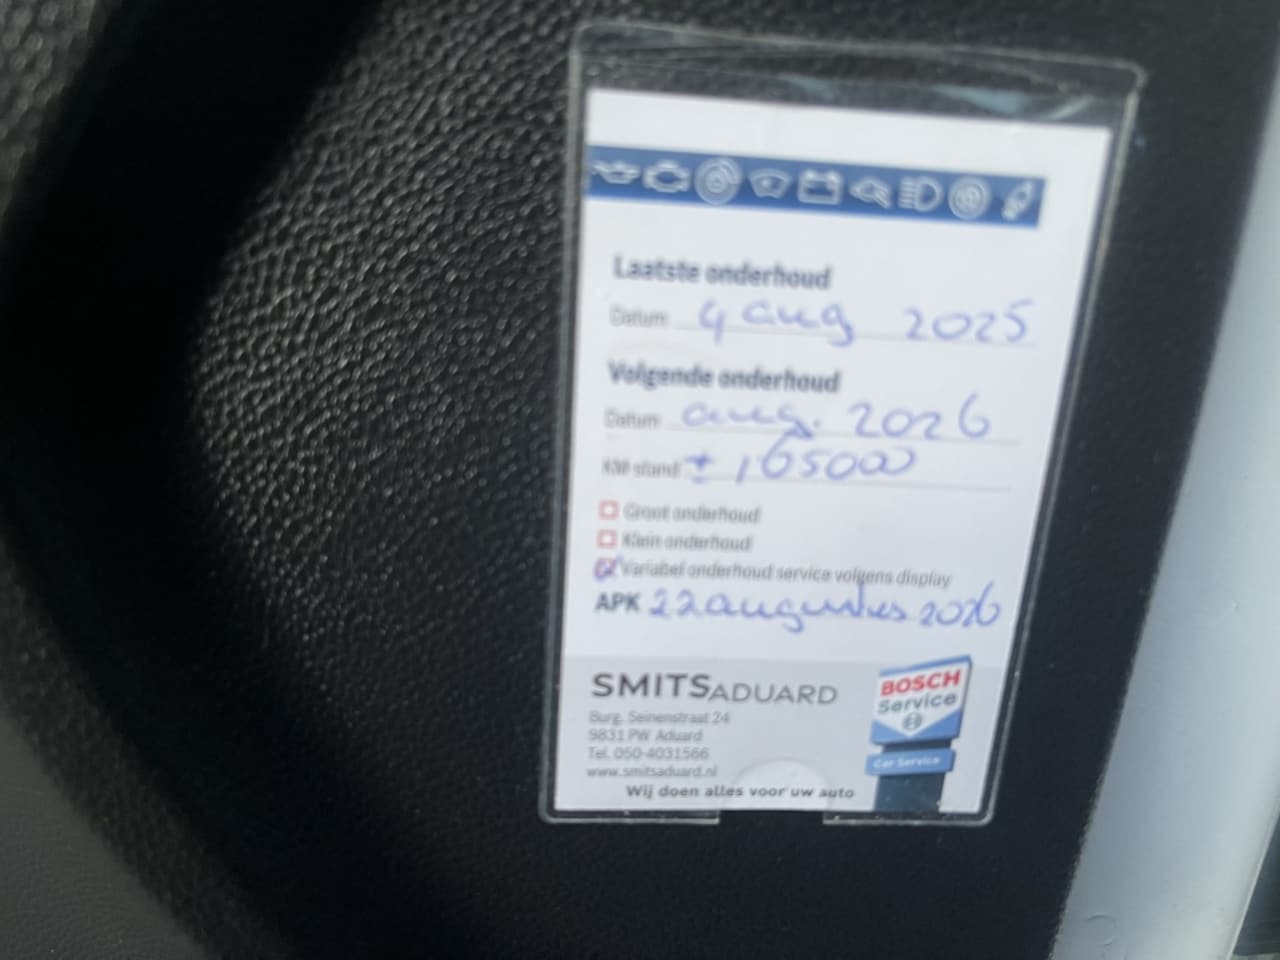 Laatste onderhoud
Datum 4 aug 2025
Volgende onderhoud
Datum aug. 2026
KM-stand ± 165000
Groot onderhoud
Klein onderhoud
Variabel onderhoud service volgens display
APK 22 augustus 2026
SMITSADUARD
Burg. Seinenstraat 24
9831 PW Aduard
Tel. 050-4031566
www.smitsaduard.nl
Wij doen alles voor uw auto
BOSCH
Service
Car Service